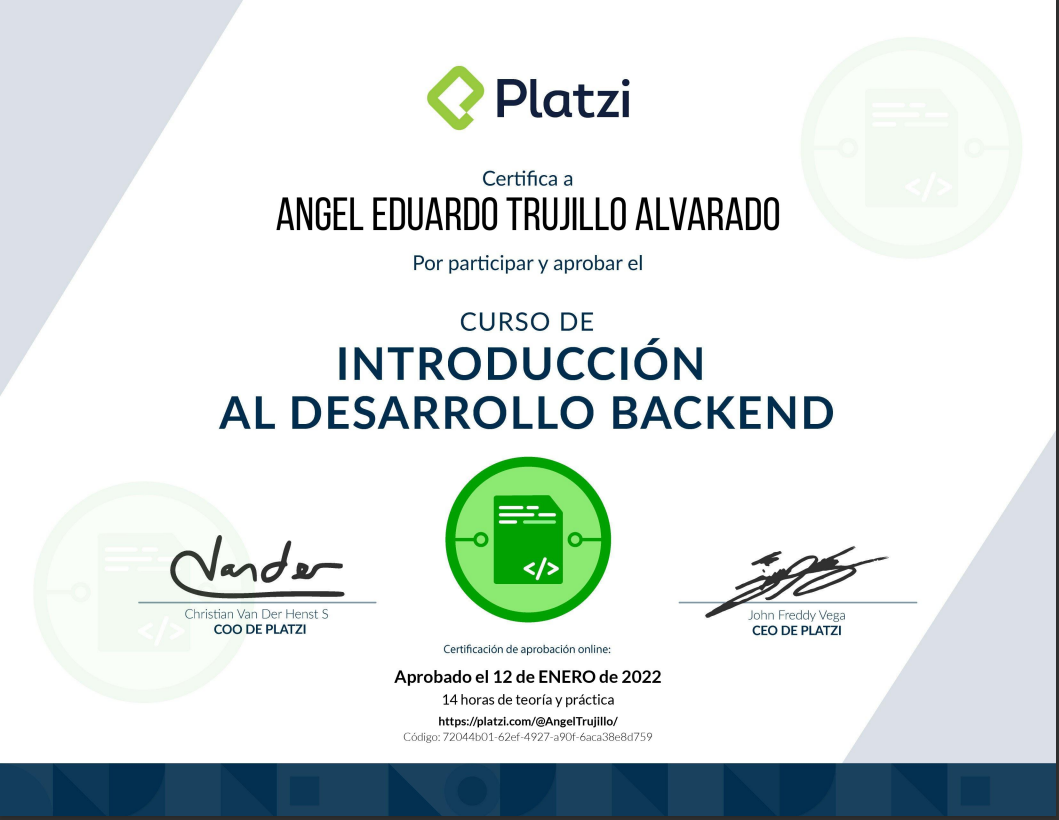 Platzi
Certifica a
ANGEL EDUARDO TRUJILLO ALVARADO
Por participar y aprobar el
CURSO DE
INTRODUCCIÓN
AL DESARROLLO BACKEND
</>
Vander
Christian Van Der Henst S
COO DE PLATZI
John Freddy Vega
CEO DE PLATZI
Certificación de aprobación online:
Aprobado el 12 de ENERO de 2022
14 horas de teoría y práctica
https://platzi.com/@AngelTrujillo/
Código: 72044b01-62ef-4927-a90f-6aca38e8d759